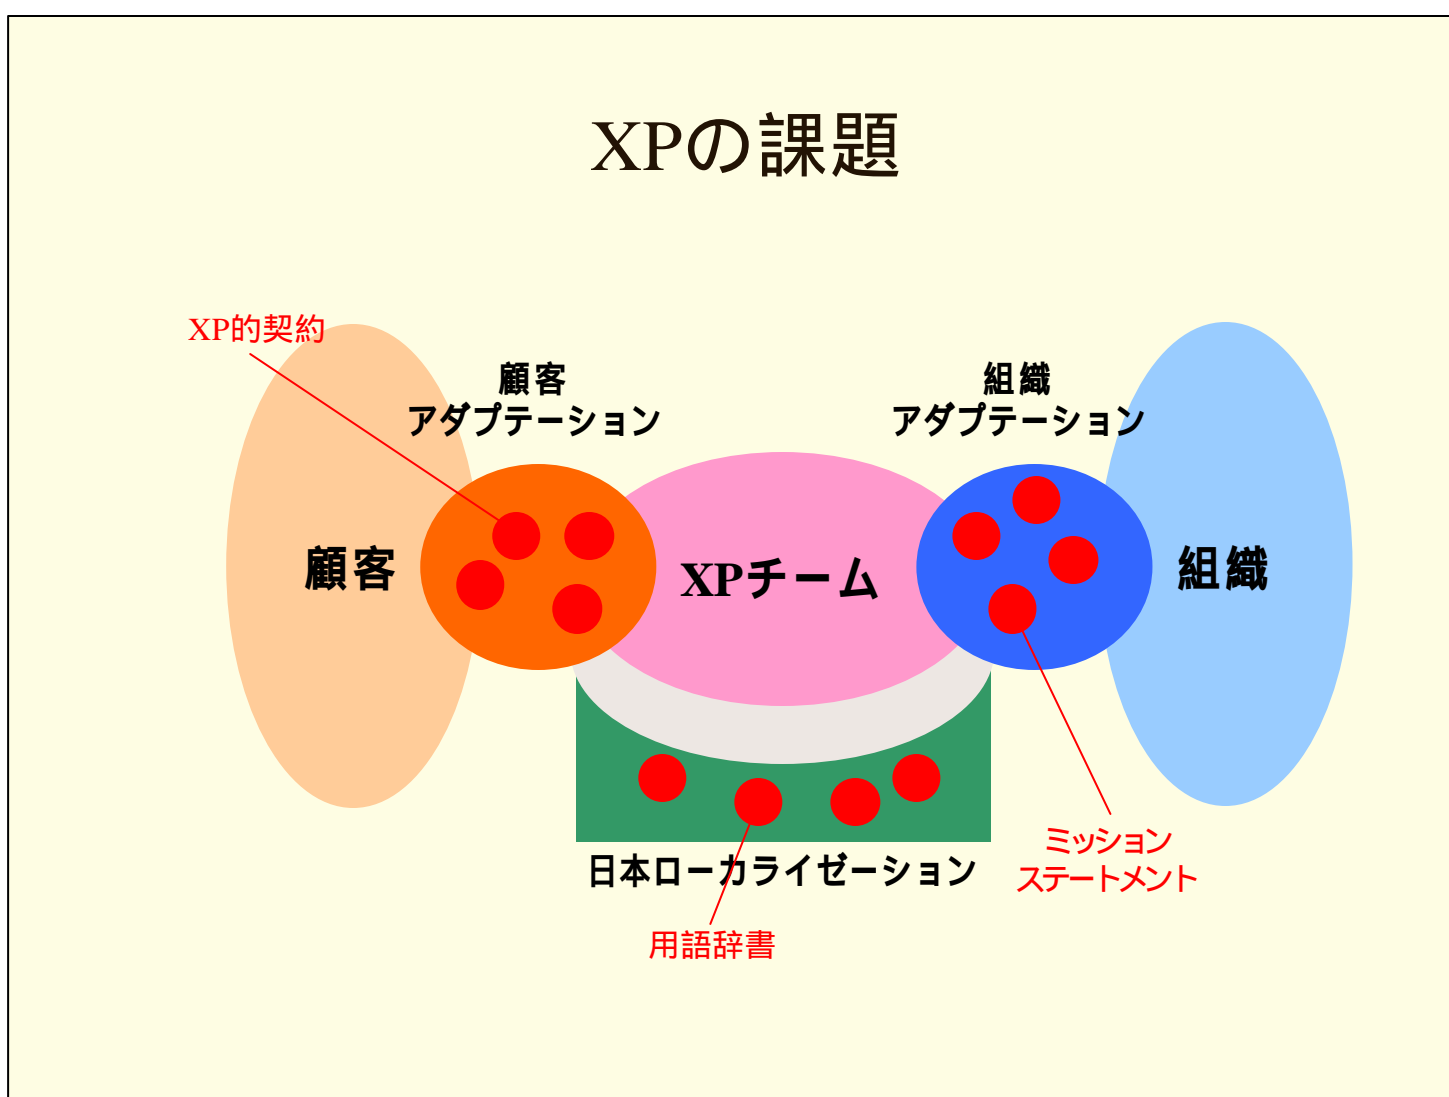 XPの課題
XP的契約
顧客
アダプテーション
組織
アダプテーション
顧客
XPチーム
組織
日本ローカライゼーション
ミッション
ステートメント
用語辞書